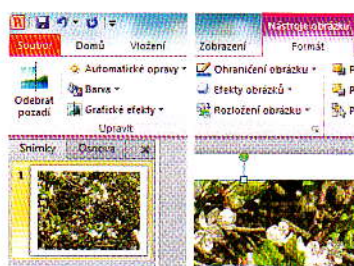 Nástroje obrázku
Soubor Domů Vložení Zobrazení Formát
Automatické opravy
Barva
Grafické efekty
Odebrat pozadí
Upravit
Ohraničení obrázku
Efekty obrázků
Rozložení obrázku
Snímky Osnova
1